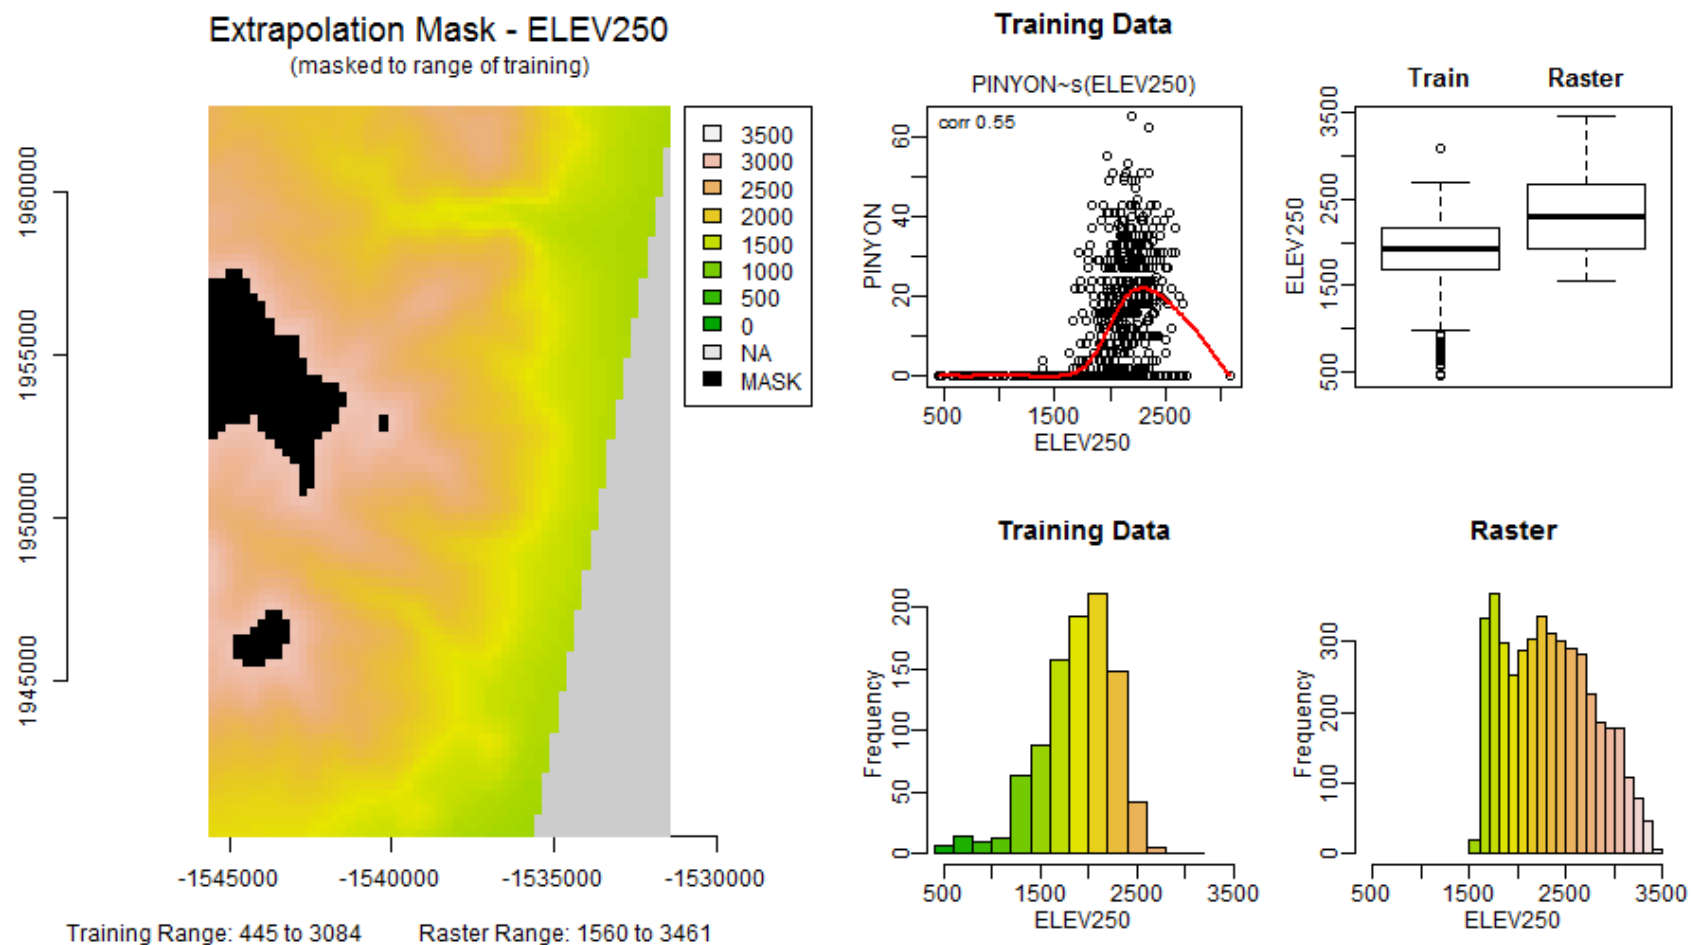 Extrapolation Mask - ELEV250
(masked to range of training)
1960000
1955000
1950000
1945000
-1545000 -1540000 -1535000 -1530000
3500
3000
2500
2000
1500
1000
500
0
NA
MASK
Training Range: 445 to 3084 Raster Range: 1560 to 3461
Training Data
PINYON~s(ELEV250)
corr 0.55
PINYON
60
40
20
0
500 1500 2500
ELEV250
Train Raster
ELEV250
3500
2500
1500
500
Training Data
Frequency
200
150
100
50
0
500 1500 2500 3500
ELEV250
Raster
Frequency
300
200
100
0
500 1500 2500 3500
ELEV250